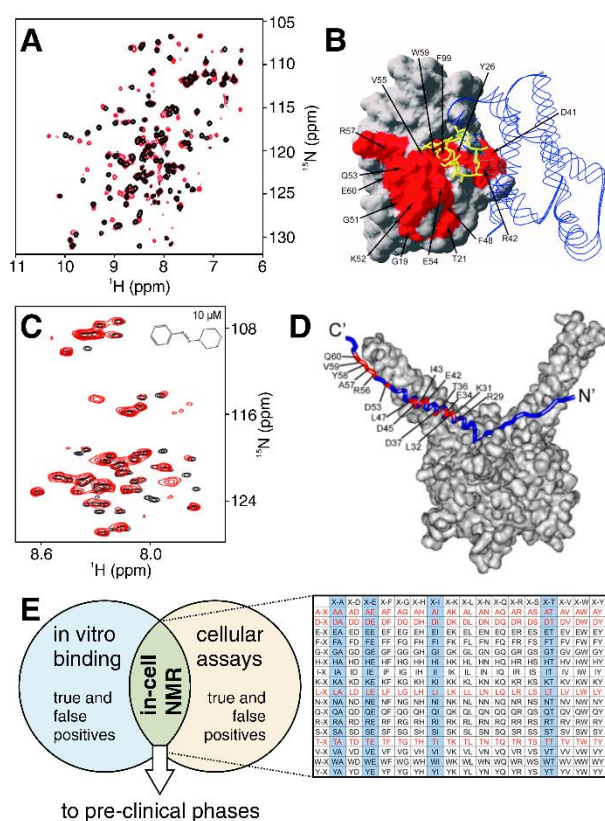 A
105
110
115
120
125
130
¹⁵N (ppm)
11 10 9 8 7 6
¹H (ppm)
B
W59
F99
V55
Y26
D41
R57
Q53
E60
G51
K52
G19
E54
T21
F48
R42
C
10 µM
108
116
124
¹⁵N (ppm)
8.6 8.0
¹H (ppm)
D
C'
N'
Q60
V59
Y58
A57
R56
D53
L47
D45
D37
L32
I43
E42
T36
E34
K31
R29
E
in vitro
binding
true and
false
positives
in-cell
NMR
cellular
assays
true and
false
positives
to pre-clinical phases
X-A X-D X-E X-F X-G X-H X-I X-K X-L X-N X-Q X-R X-S X-T X-V X-W X-Y
A-X AA AD AE AF AG AH AI AK AL AN AQ AR AS AT AV AW AY
D-X DA DD DE DF DG DH DI DK DL DN DQ DR DS DT DV DW DY
E-X EA ED EE EF EG EH EI EK EL EN EQ ER ES ET EV EW EY
F-X FA FD FE FF FG FH FI FK FL FN FQ FR FS FT FV FW FY
G-X GA GD GE GF GG GH GI GK GL GN GQ GR GS GT GV GW GY
H-X HA HD HE HF HG HH HI HK HL HN HQ HR HS HT HV HW HY
I-X IA ID IE IF IG IH II IK IL IN IQ IR IS IT IV IW IY
K-X KA KD KE KF KG KH KI KK KL KN KQ KR KS KT KV KW KY
L-X LA LD LE LF LG LH LI LK LL LN LQ LR LS LT LV LW LY
N-X NA ND NE NF NG NH NI NK NL NN NQ NR NS NT NV NW NY
Q-X QA QD QE QF QG QH QI QK QL QN QQ QR QS QT QV QW QY
R-X RA RD RE RF RG RH RI RK RL RN RQ RR RS RT RV RW RY
S-X SA SD SE SF SG SH SI SK SL SN SQ SR SS ST SV SW SY
T-X TA TD TE TF TG TH TI TK TL TN TQ TR TS TT TV TW TY
V-X VA VD VE VF VG VH VI VK VL VN VQ VR VS VT VV VW VY
W-X WA WD WE WF WG WH WI WK WL WN WQ WR WS WT WV WW WY
Y-X YA YD YE YF YG YH YI YK YL YN YQ YR YS YT YV YW YY